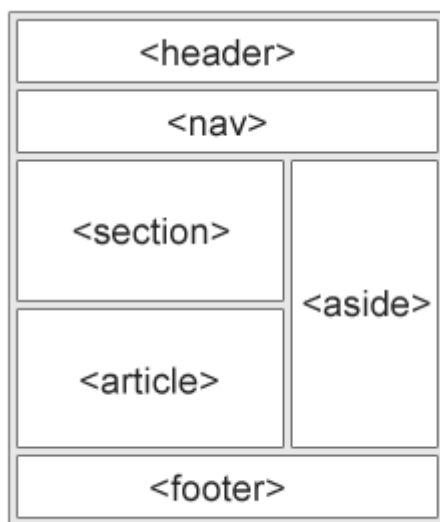 <header>
<nav>
<section>
<aside>
<article>
<footer>